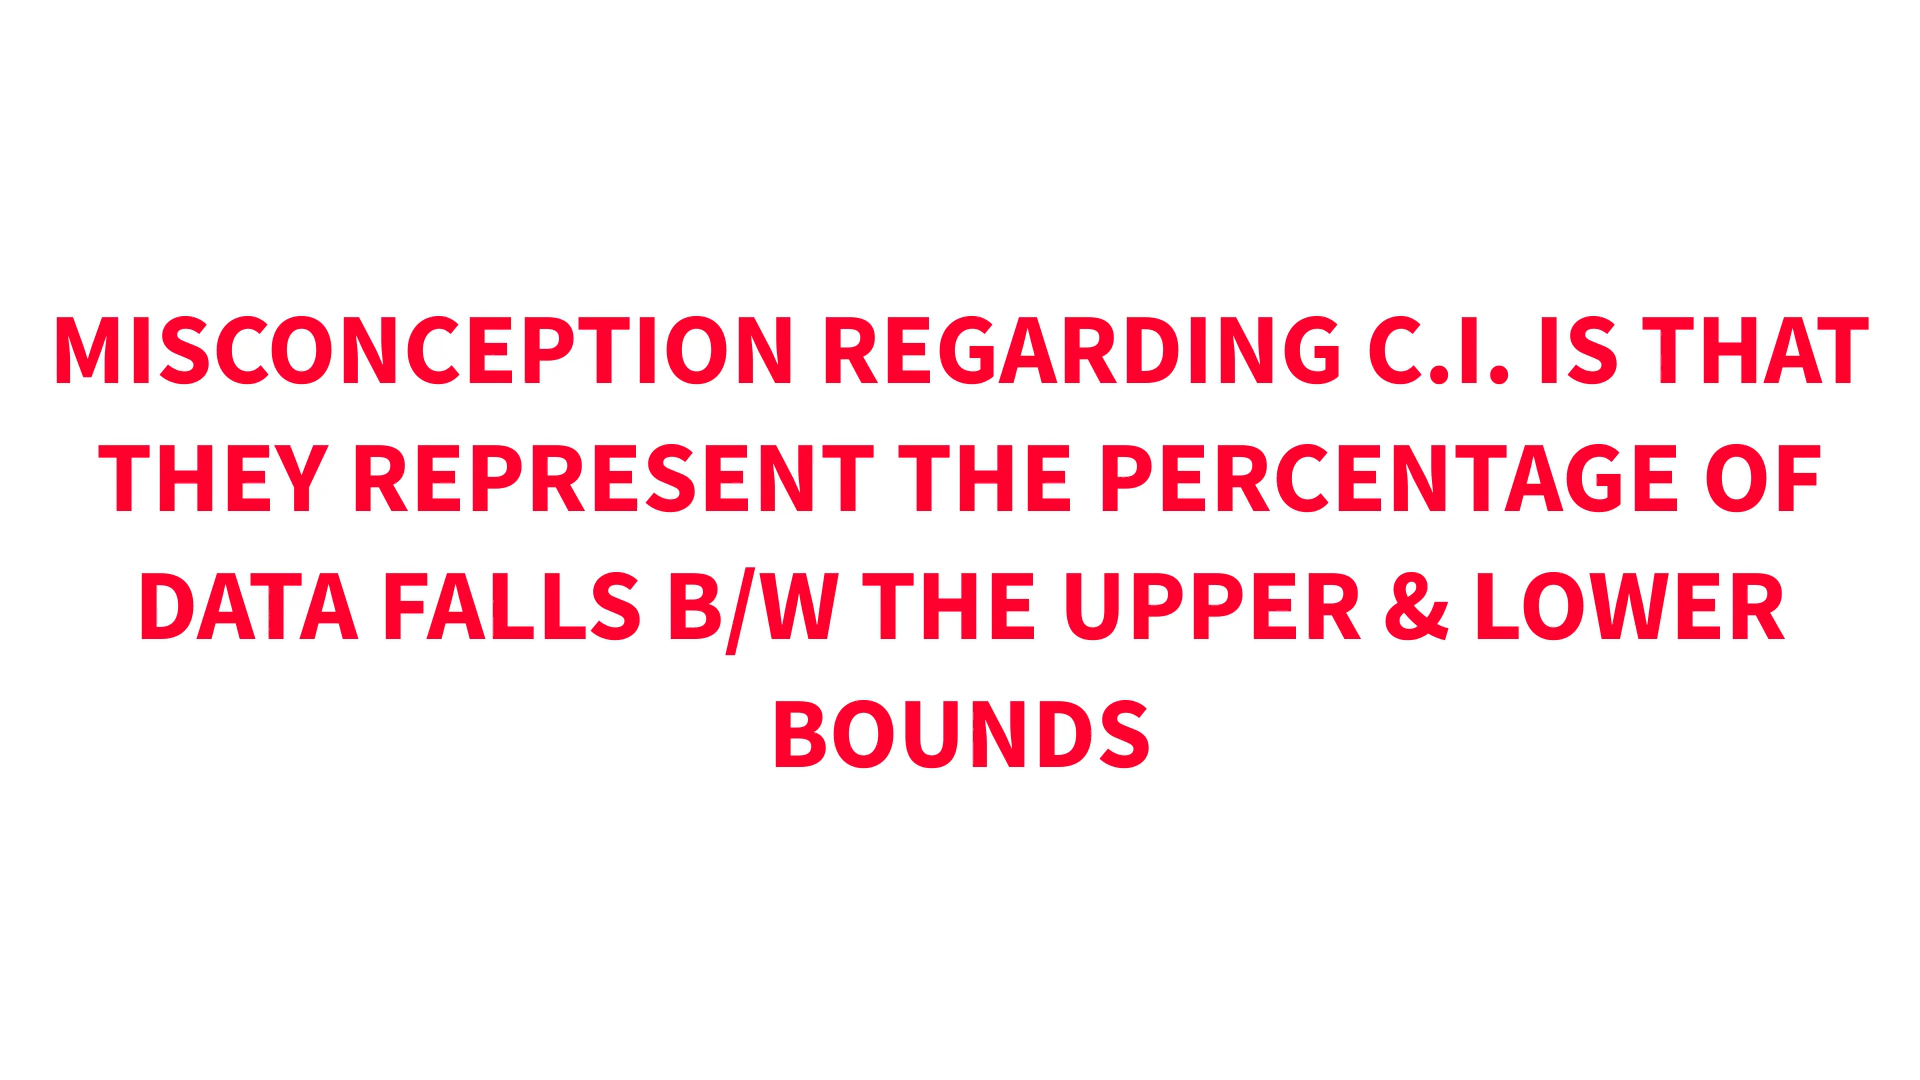 MISCONCEPTION REGARDING C.I. IS THAT
THEY REPRESENT THE PERCENTAGE OF
DATA FALLS B/W THE UPPER & LOWER
BOUNDS